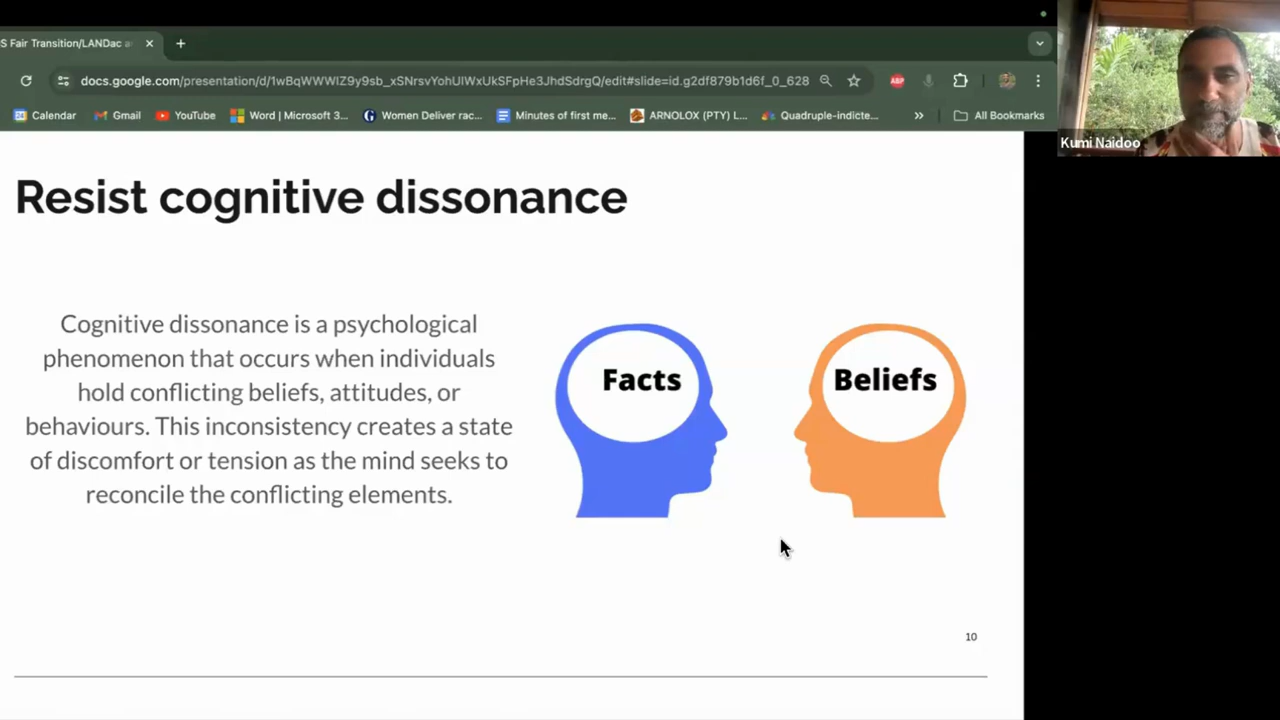 S Fair Transition/LANDac a
docs.google.com/presentation/d/1wBqWWWIZ9y9sb_xSNrsvYohUlWxUkSFpHe3JhdSdrgQ/edit#slide=id.g2df879b1d6f_0_628
ABP
Calendar
Gmail
YouTube
Word | Microsoft 3...
Women Deliver rac...
Minutes of first me...
ARNOLOX (PTY) L...
Quadruple-indicte...
All Bookmarks
Kumi Naidoo
Resist cognitive dissonance
Cognitive dissonance is a psychological
phenomenon that occurs when individuals
hold conflicting beliefs, attitudes, or
behaviours. This inconsistency creates a state
of discomfort or tension as the mind seeks to
reconcile the conflicting elements.
Facts
Beliefs
10